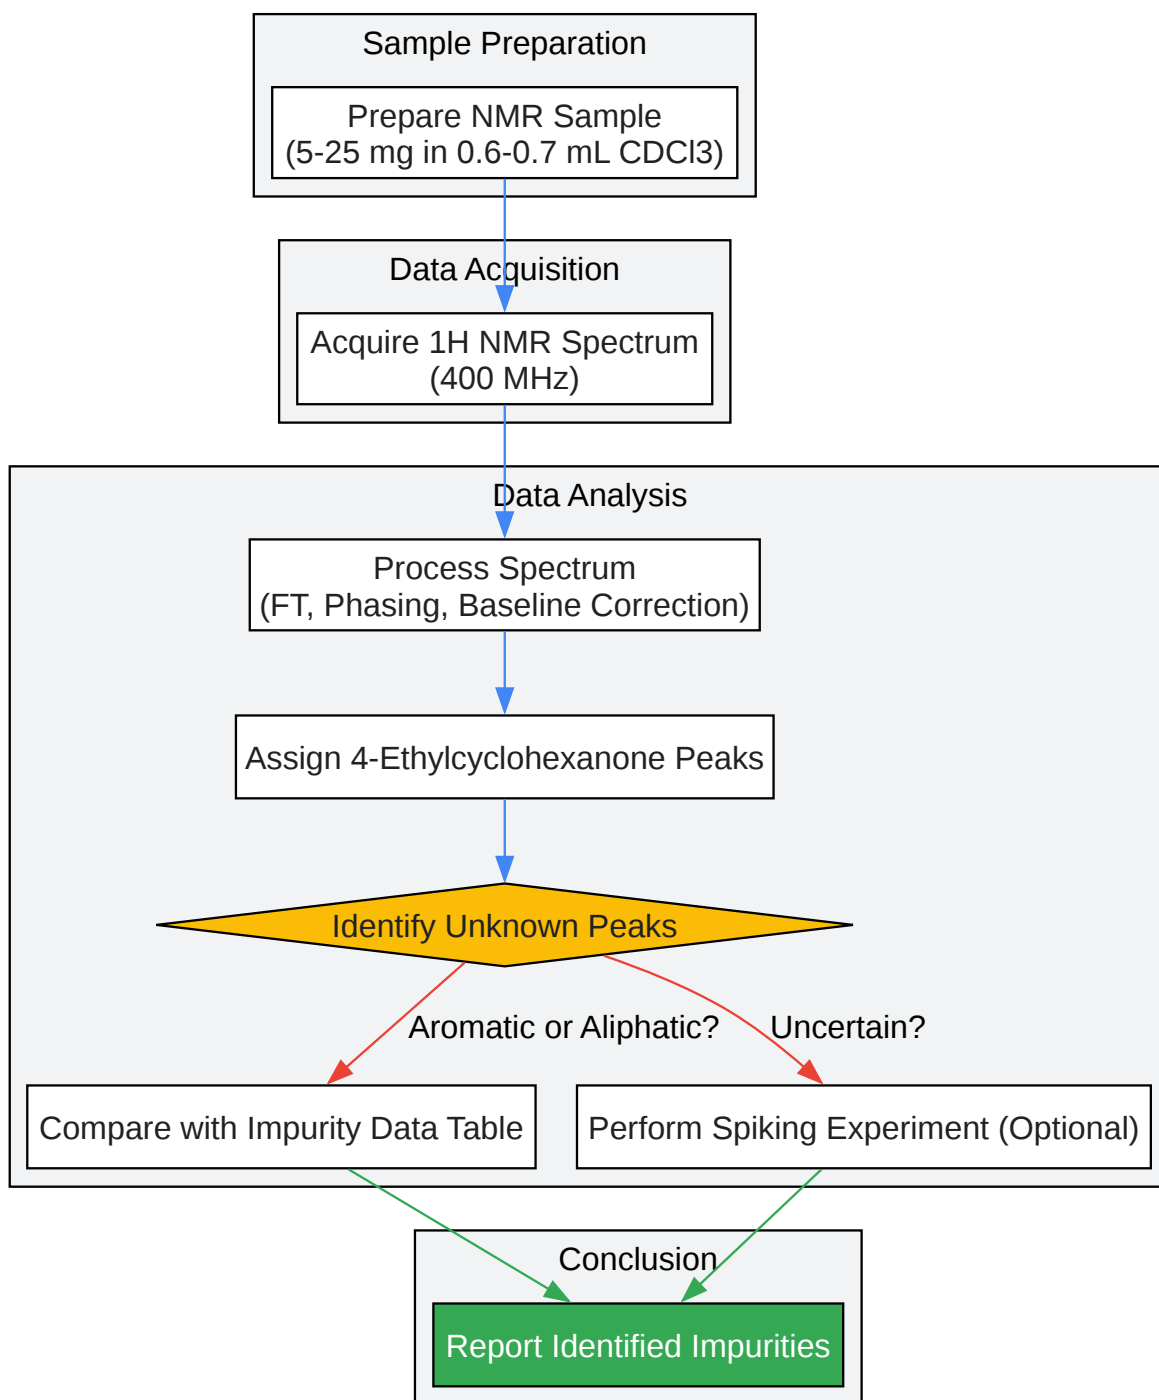 Sample Preparation
Prepare NMR Sample
(5-25 mg in 0.6-0.7 mL CDCl3)
Data Acquisition
Acquire 1H NMR Spectrum
(400 MHz)
Data Analysis
Process Spectrum
(FT, Phasing, Baseline Correction)
Assign 4-Ethylcyclohexanone Peaks
Identify Unknown Peaks
Aromatic or Aliphatic?
Uncertain?
Compare with Impurity Data Table
Perform Spiking Experiment (Optional)
Conclusion
Report Identified Impurities